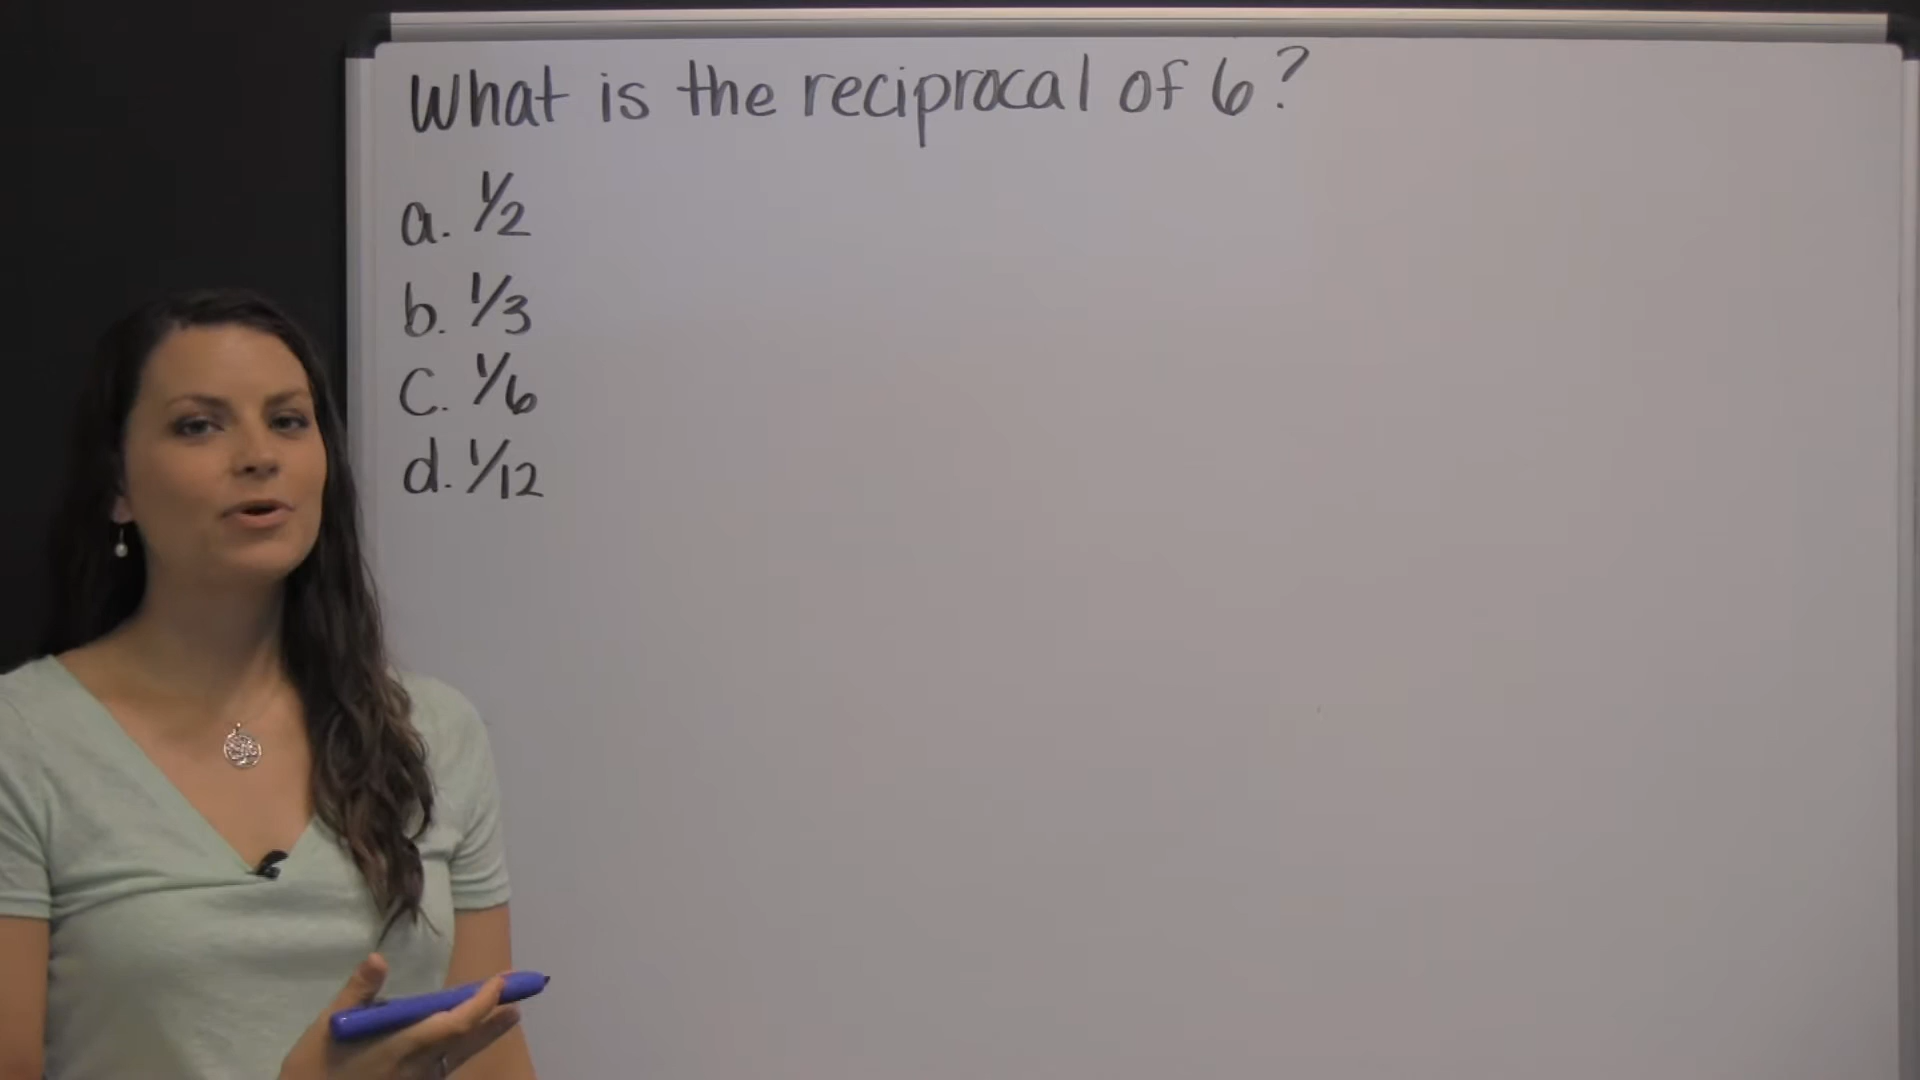 What is the reciprocal of 6?
a. 1/2
b. 1/3
c. 1/6
d. 1/12